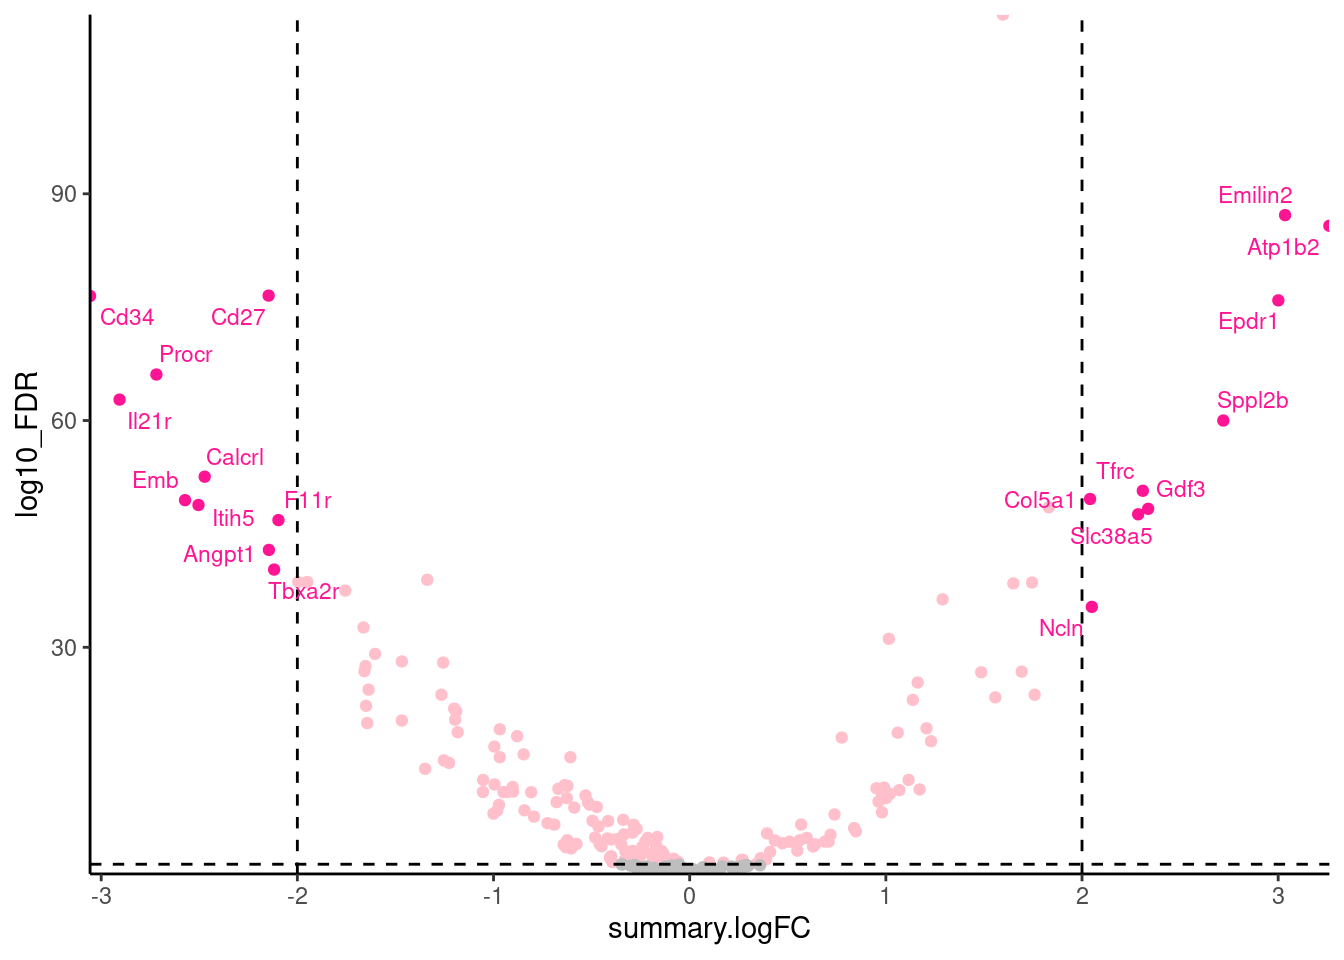 90
60
30
log10_FDR
Emilin2
Atp1b2
Cd34
Cd27
Epdr1
Procr
Sppl2b
Il21r
Calcrl
Emb
Tfrc
Gdf3
F11r
Col5a1
Itih5
Slc38a5
Angpt1
Tbxa2r
Ncln
-3
-2
-1
0
1
2
3
summary.logFC